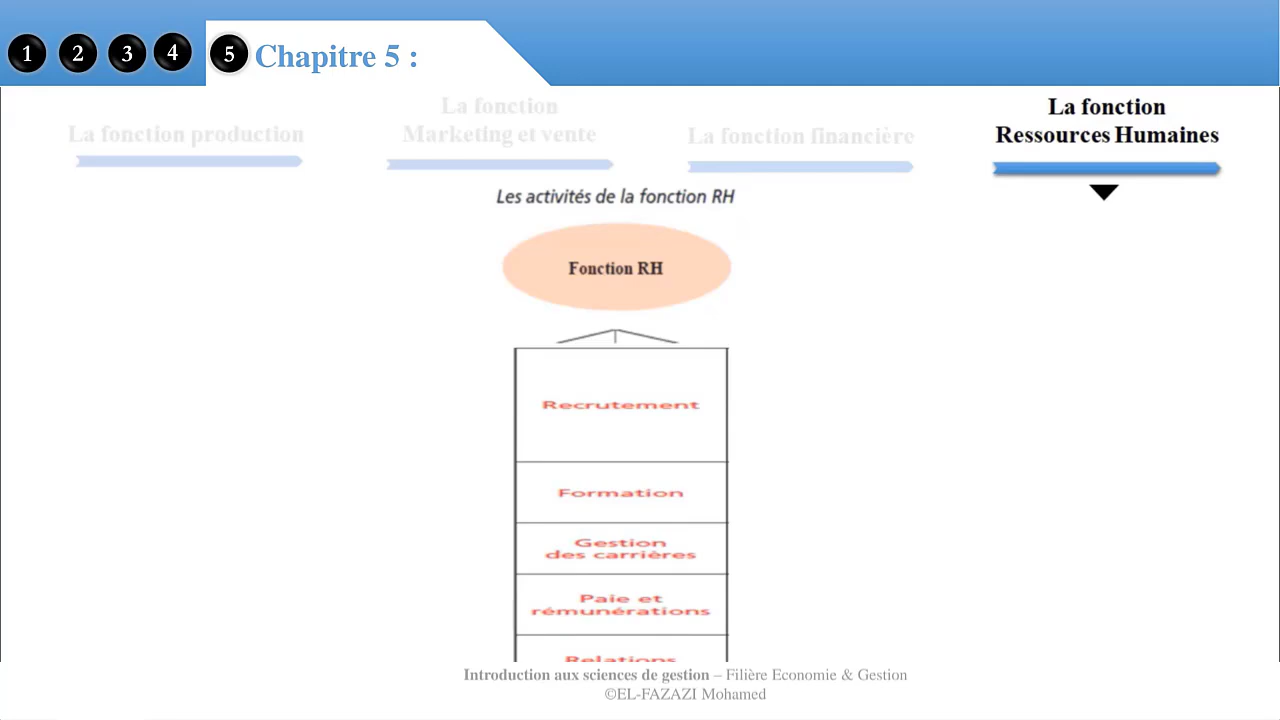 1 2 3 4 5 Chapitre 5 :
La fonction production
La fonction
Marketing et vente
La fonction financière
La fonction
Ressources Humaines
Les activités de la fonction RH
Fonction RH
Recrutement
Formation
Gestion
des carrières
Paie et
rémunérations
Relations
Introduction aux sciences de gestion – Filière Economie & Gestion
©EL-FAZAZI Mohamed